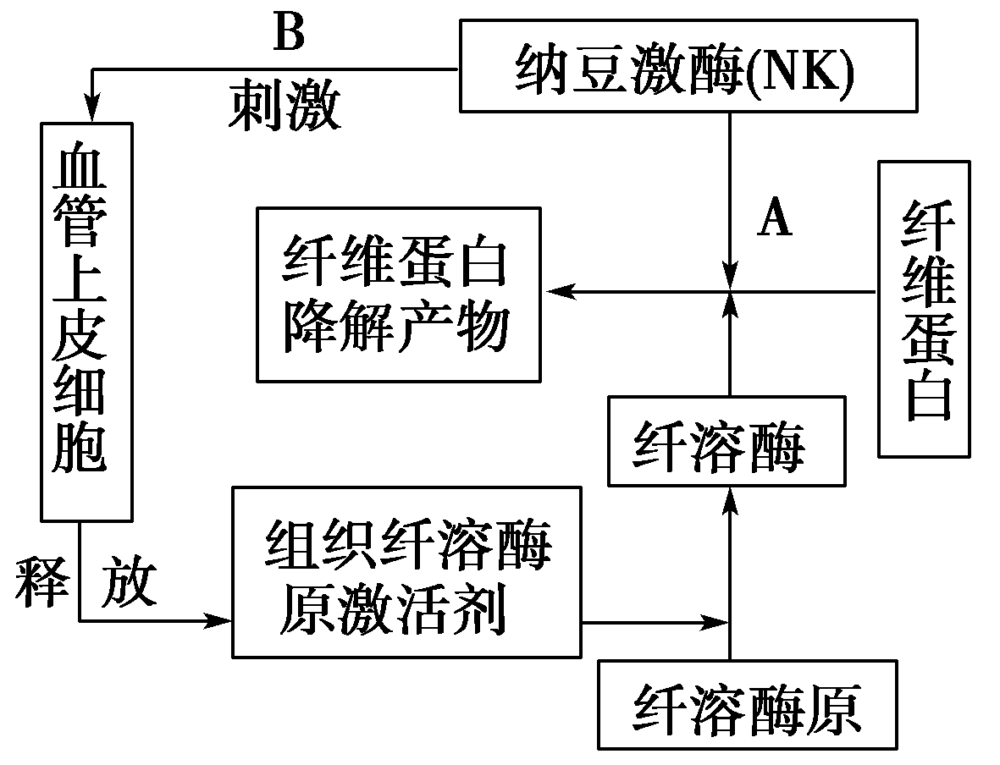 B
纳豆激酶(NK)
刺激
血管上皮细胞
A
纤维蛋白
纤维蛋白
降解产物
纤溶酶
组织纤溶酶
原激活剂
释放
纤溶酶原